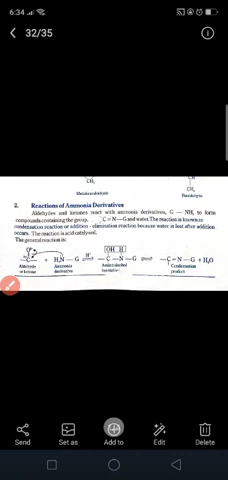 6:34
32/35
CH₃
CH
CH₃
Metaldehyde
Paraldehyde
2. Reactions of Ammonia Derivatives
Aldehydes and ketones react with ammonia derivatives, G — NH₂ to form
compounds containing the group, C = N—G and water. The reaction is known as
condensation reaction or addition - elimination reaction because water is lost after addition
occurs. The reaction is acid catalysed.
The general reaction is:
OH H
+ H₂N — G ⇌ H⁺ — C — N — G ⇌ —C = N — G + H₂O
Aldehyde Ammonia Condensation
or ketone derivatives product
Send Set as Add to Edit Delete